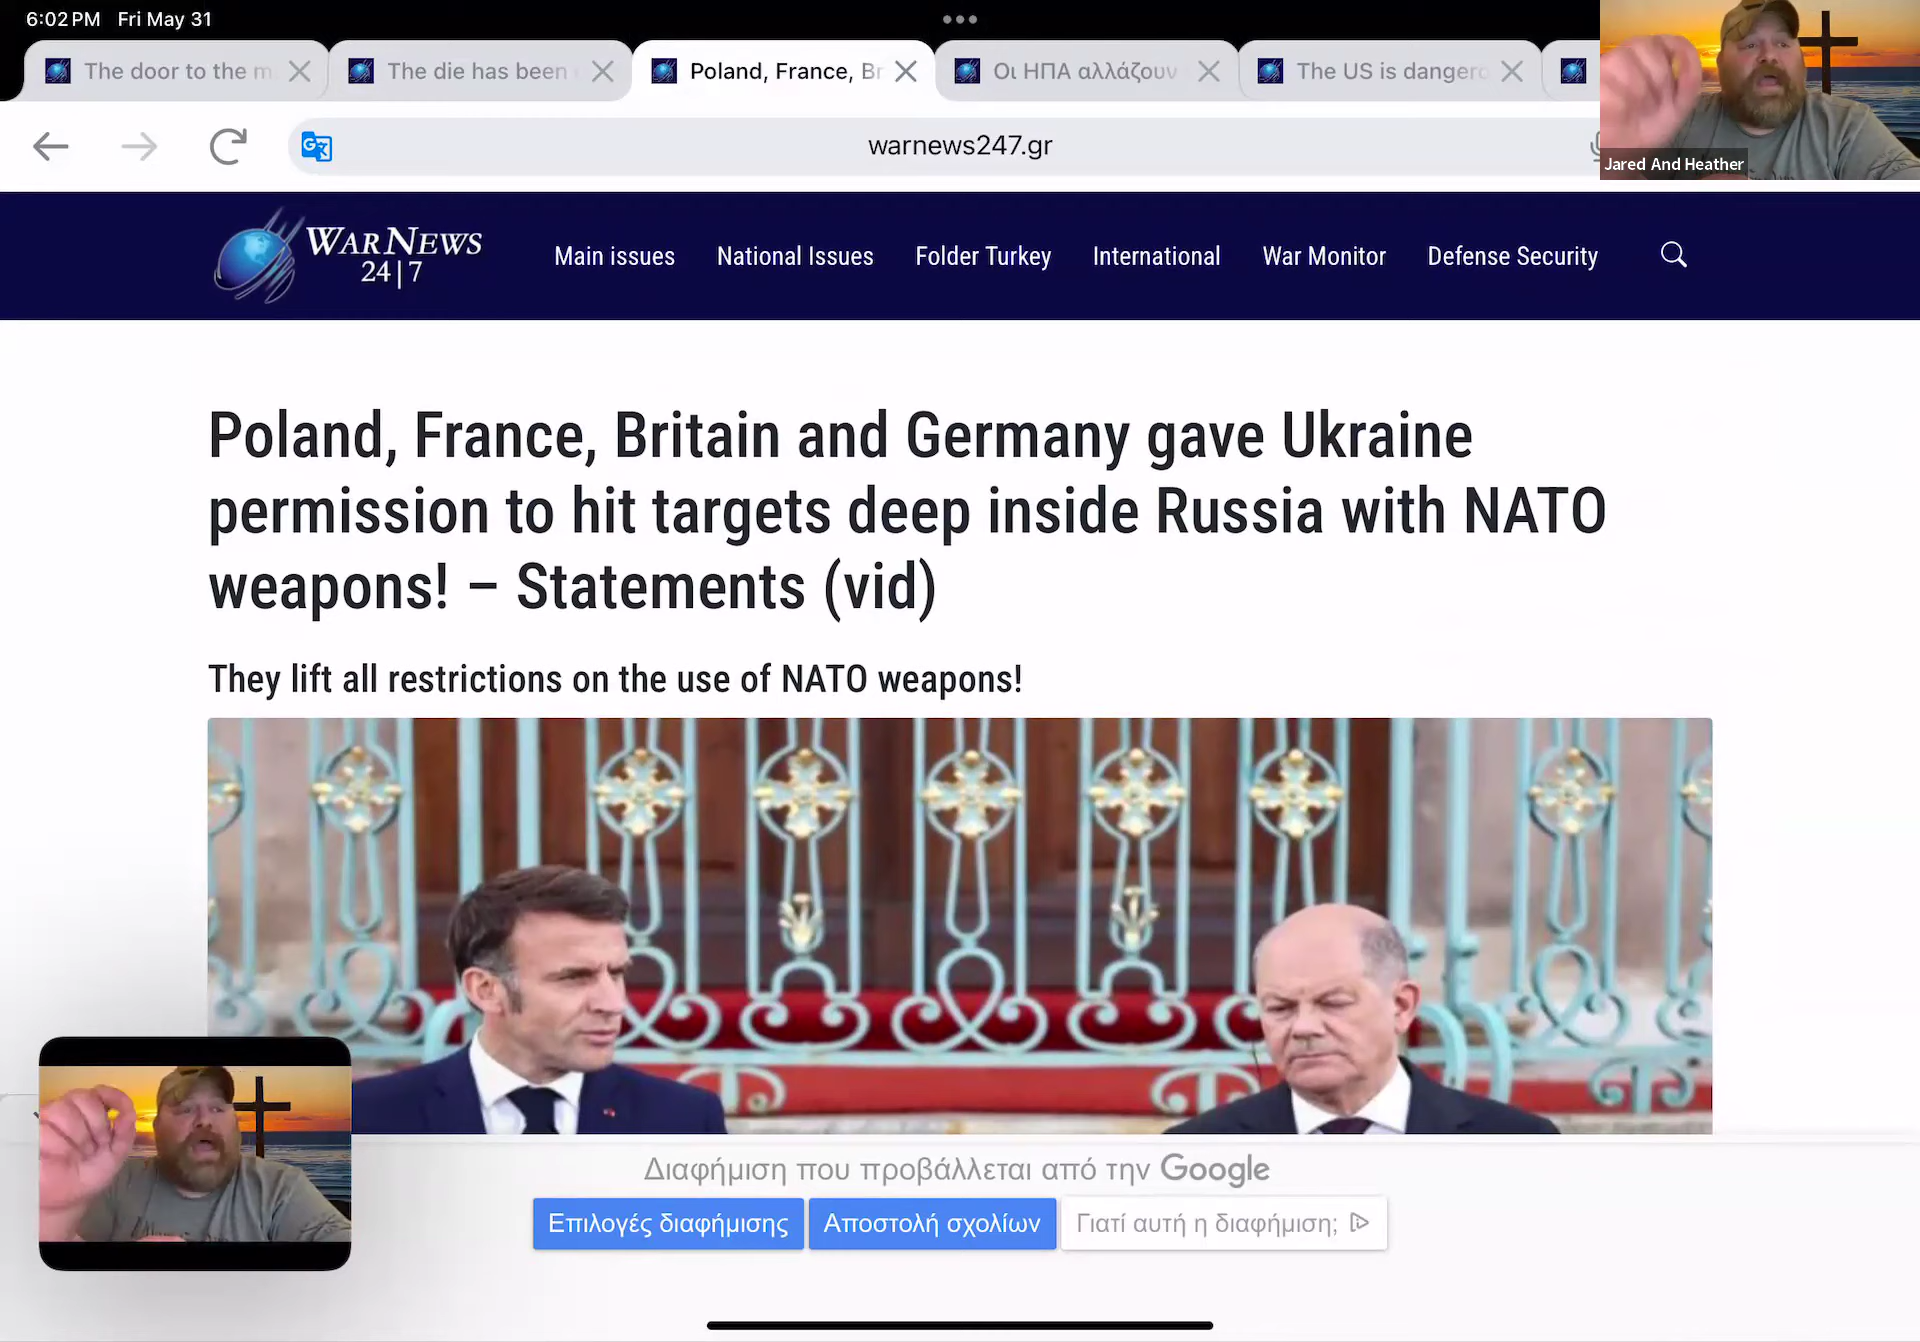 6:02 PM Fri May 31
The door to the m
The die has been
Poland, France, Br
Οι ΗΠΑ αλλάζουν
The US is dangero
warnews247.gr
Jared And Heather
WAR NEWS
24|7
Main issues
National Issues
Folder Turkey
International
War Monitor
Defense Security
Poland, France, Britain and Germany gave Ukraine
permission to hit targets deep inside Russia with NATO
weapons! – Statements (vid)
They lift all restrictions on the use of NATO weapons!
Διαφήμιση που προβάλλεται από την Google
Επιλογές διαφήμισης
Αποστολή σχολίων
Γιατί αυτή η διαφήμιση;